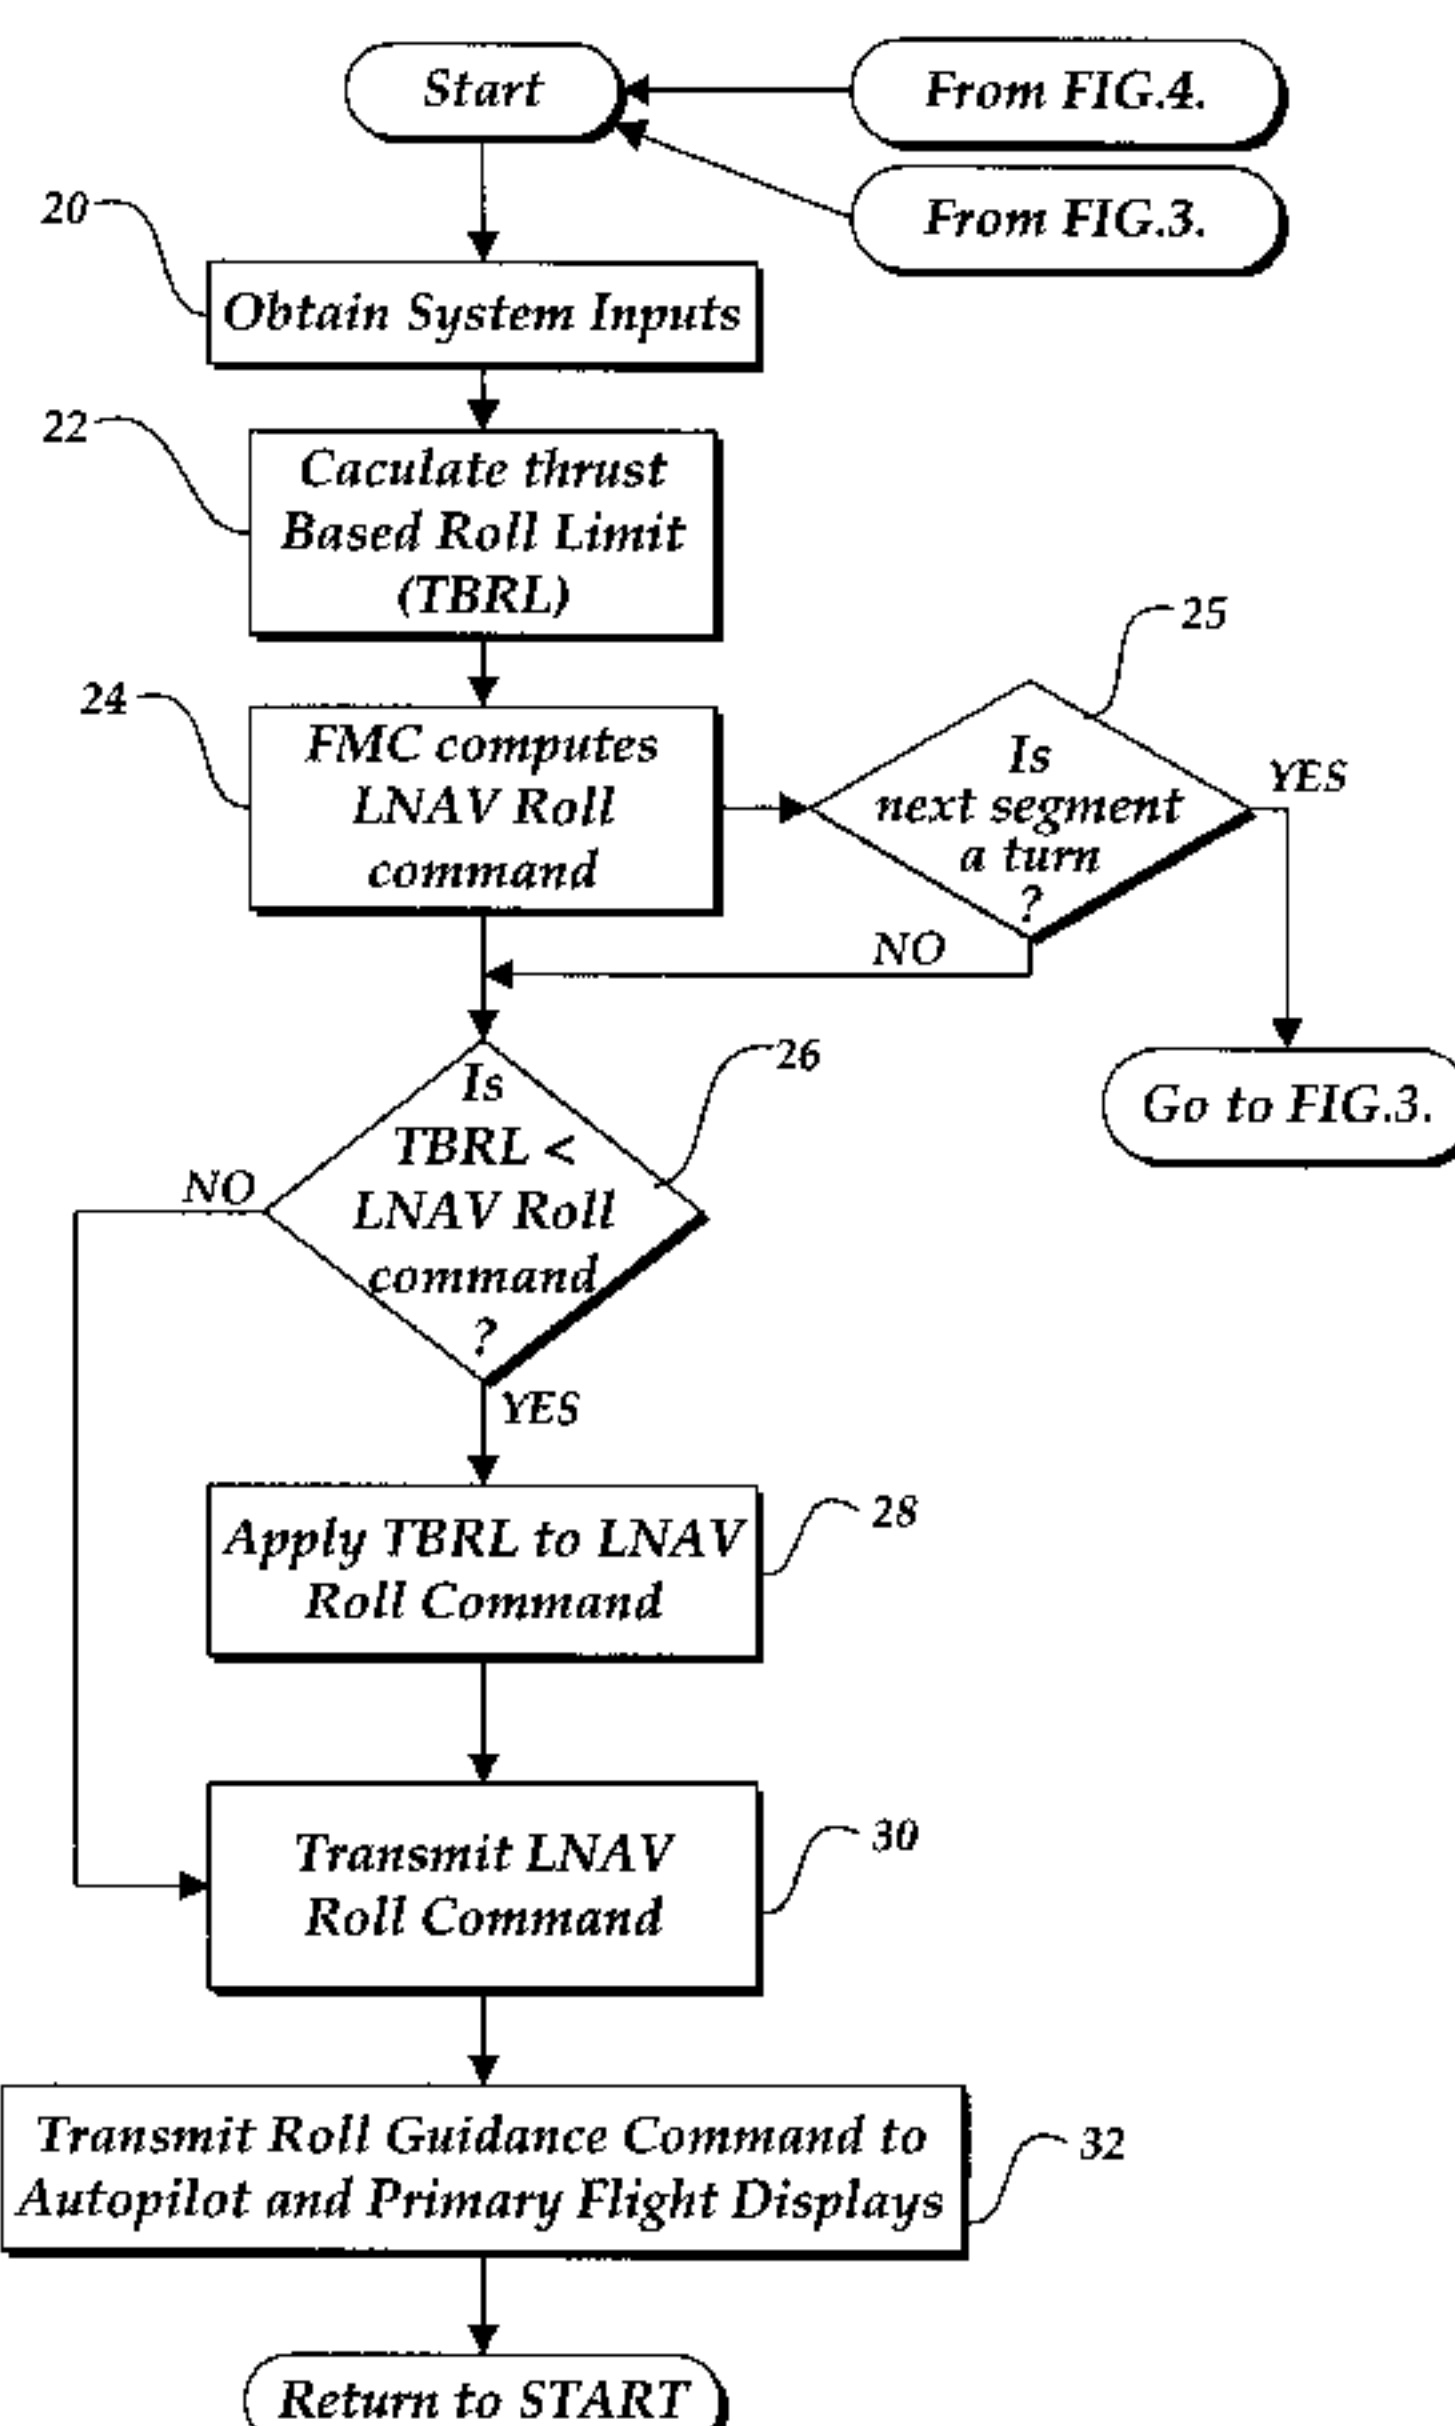 Start
From FIG.4.
From FIG.3.
20
Obtain System Inputs
22
Caculate thrust
Based Roll Limit
(TBRL)
24
FMC computes
LNAV Roll
command
25
Is
next segment
a turn
?
YES
NO
Go to FIG.3.
26
Is
TBRL <
LNAV Roll
command
?
NO
YES
Apply TBRL to LNAV
Roll Command
28
Transmit LNAV
Roll Command
30
Transmit Roll Guidance Command to
Autopilot and Primary Flight Displays
32
Return to START